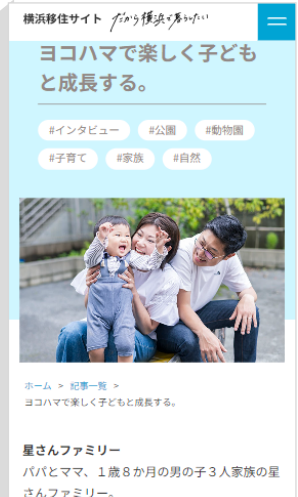 横浜移住サイト だから横浜で暮らしたい
ヨコハマで楽しく子ども
と成長する。
#インタビュー #公園 #動物園
#子育て #家族 #自然
ホーム > 記事一覧 >
ヨコハマで楽しく子どもと成長する。
星さんファミリー
パパとママ、1歳8か月の男の子3人家族の星
さんファミリー。